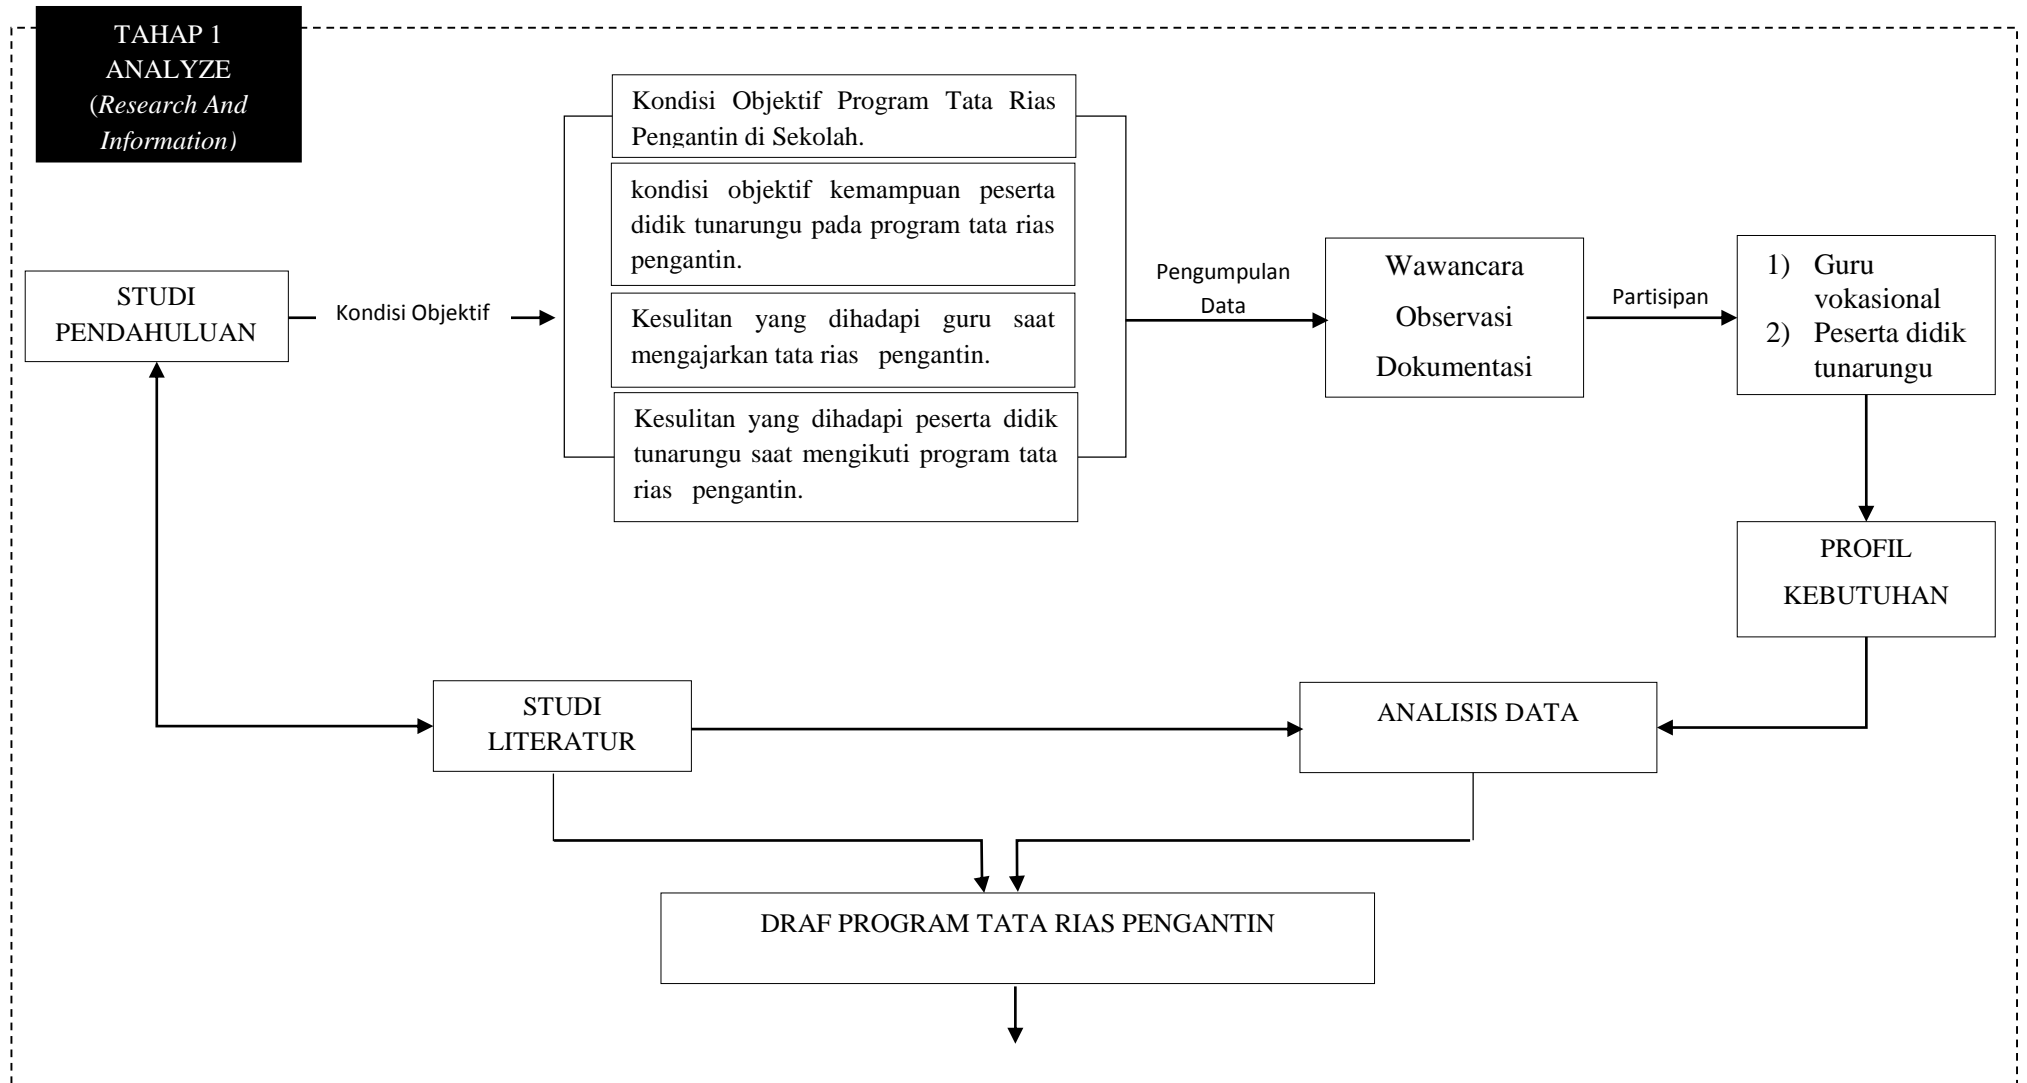 TAHAP 1
ANALYZE
(Research And
Information)
Kondisi Objektif Program Tata Rias
Pengantin di Sekolah.
kondisi objektif kemampuan peserta
didik tunarungu pada program tata rias
pengantin.
Kesulitan yang dihadapi guru saat
mengajarkan tata rias pengantin.
Kesulitan yang dihadapi peserta didik
tunarungu saat mengikuti program tata
rias pengantin.
STUDI
PENDAHULUAN
Kondisi Objektif
Pengumpulan
Data
Wawancara
Observasi
Dokumentasi
Partisipan
1) Guru
vokasional
2) Peserta didik
tunarungu
PROFIL
KEBUTUHAN
STUDI
LITERATUR
ANALISIS DATA
DRAF PROGRAM TATA RIAS PENGANTIN